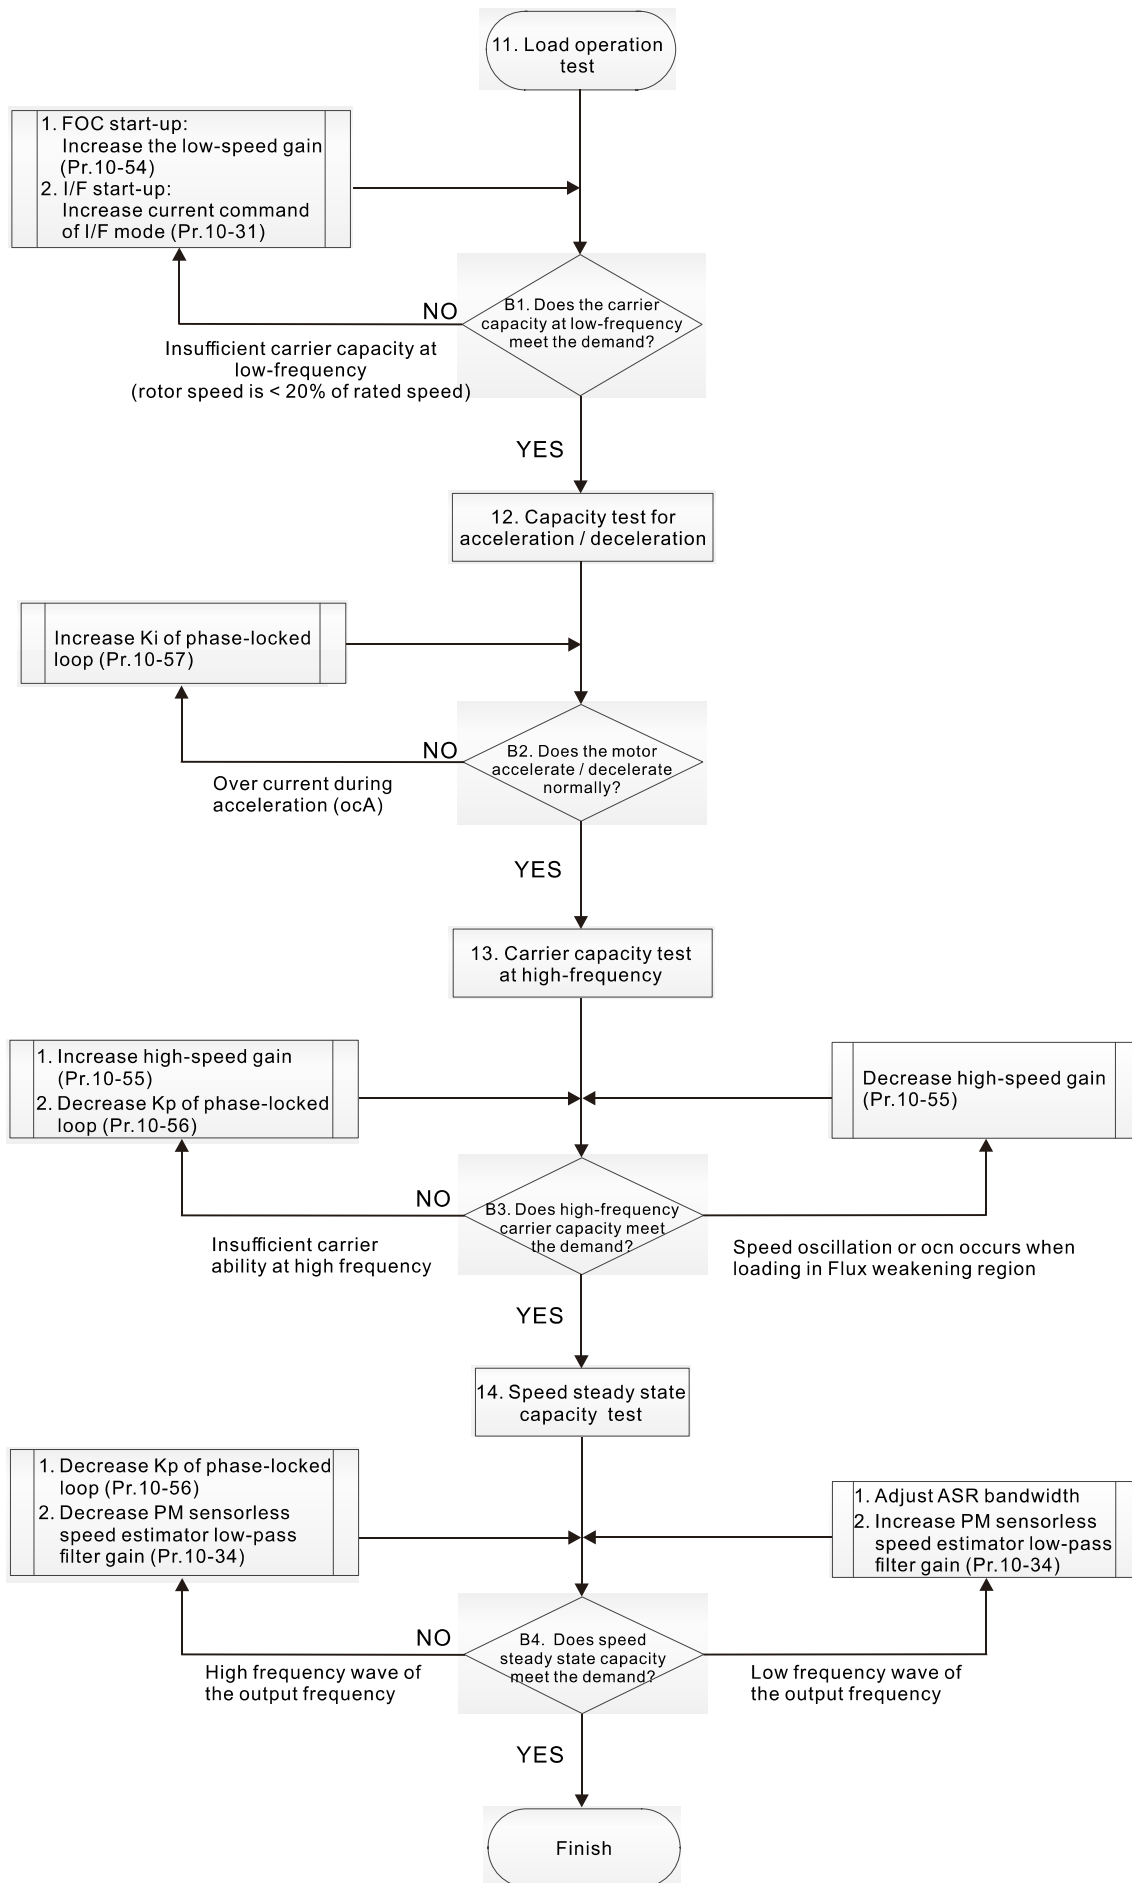 11. Load operation
test
1. FOC start-up:
Increase the low-speed gain
(Pr.10-54)
2. I/F start-up:
Increase current command
of I/F mode (Pr.10-31)
B1. Does the carrier
capacity at low-frequency
meet the demand?
NO
Insufficient carrier capacity at
low-frequency
(rotor speed is < 20% of rated speed)
YES
12. Capacity test for
acceleration / deceleration
Increase Ki of phase-locked
loop (Pr.10-57)
B2. Does the motor
accelerate / decelerate
normally?
NO
Over current during
acceleration (ocA)
YES
13. Carrier capacity test
at high-frequency
1. Increase high-speed gain
(Pr.10-55)
2. Decrease Kp of phase-locked
loop (Pr.10-56)
Decrease high-speed gain
(Pr.10-55)
B3. Does high-frequency
carrier capacity meet
the demand?
NO
Insufficient carrier
ability at high frequency
Speed oscillation or ocn occurs when
loading in Flux weakening region
YES
14. Speed steady state
capacity test
1. Decrease Kp of phase-locked
loop (Pr.10-56)
2. Decrease PM sensorless
speed estimator low-pass
filter gain (Pr.10-34)
1. Adjust ASR bandwidth
2. Increase PM sensorless
speed estimator low-pass
filter gain (Pr.10-34)
B4. Does speed
steady state capacity
meet the demand?
NO
High frequency wave of
the output frequency
Low frequency wave of
the output frequency
YES
Finish